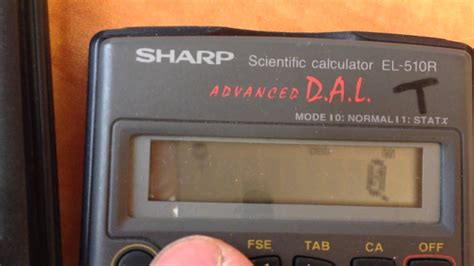 SHARP Scientific calculator EL-510R
ADVANCED D.A.L. T
MODE 0: NORMAL 1: STATx
0.
FSE TAB CA OFF